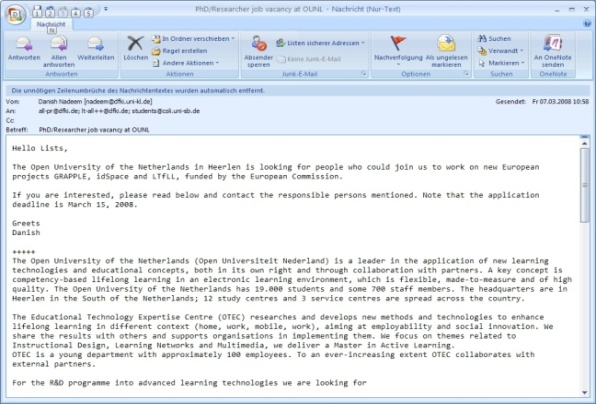 PhD/Researcher job vacancy at OUNL - Nachricht (Nur-Text)
Nachricht
Antworten
Allen antworten
Weiterleiten
Löschen
In Ordner verschieben
Regel erstellen
Andere Aktionen
Absender sperren
Listen sicherer Adressen
Keine Junk-E-Mail
Nachverfolgung
Als ungelesen markieren
Suchen
Verwandt
Markieren
An OneNote senden
Antworten
Aktionen
Junk-E-Mail
Optionen
Suchen
OneNote
Die unnötigen Zeilenumbrüche des Nachrichtentextes wurden automatisch entfernt.
Von: Danish Nadeem [nadeem@dfki.uni-kl.de] Gesendet: Fr 07.03.2008 10:58
An: all-pr@dfki.de; lt-all++@dfki.de; students@coli.uni-sb.de
Cc:
Betreff: PhD/Researcher job vacancy at OUNL
Hello Lists,
The Open University of the Netherlands in Heerlen is looking for people who could join us to work on new European
projects GRAPPLE, idSpace and LTfLL, funded by the European Commission.
If you are interested, please read below and contact the responsible persons mentioned. Note that the application
deadline is March 15, 2008.
Greets
Danish
+++++
The Open University of the Netherlands (Open Universiteit Nederland) is a leader in the application of new learning
technologies and educational concepts, both in its own right and through collaboration with partners. A key concept is
competency-based lifelong learning in an electronic learning environment, which is flexible, made-to-measure and of high
quality. The Open University of the Netherlands has 19.000 students and some 700 staff members. The headquarters are in
Heerlen in the South of the Netherlands; 12 study centres and 3 service centres are spread across the country.
The Educational Technology Expertise Centre (OTEC) researches and develops new methods and technologies to enhance
lifelong learning in different context (home, work, mobile, work), aiming at employability and social innovation. We
share the results with others and supports organisations in implementing them. We focus on themes related to
Instructional Design, Learning Networks and Multimedia, we deliver a Master in Active Learning.
OTEC is a young department with approximately 100 employees. To an ever-increasing extent OTEC collaborates with
external partners.
For the R&D programme into advanced learning technologies we are looking for